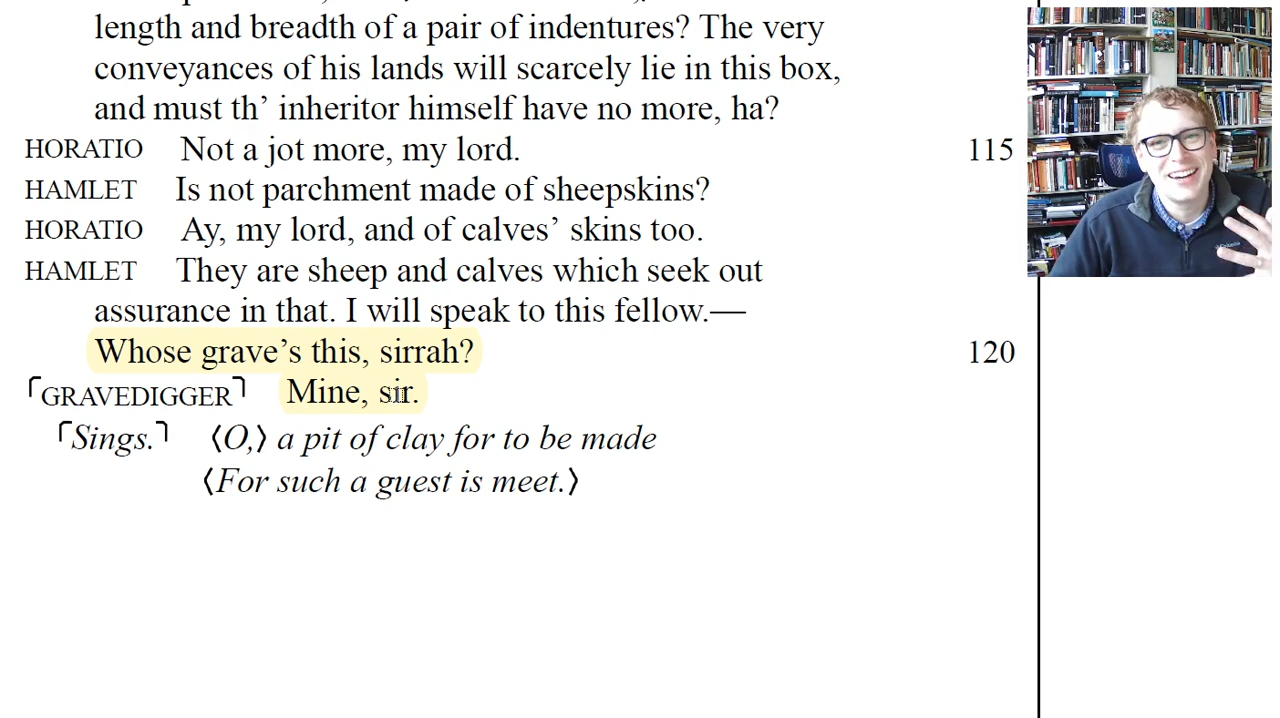 length and breadth of a pair of indentures? The very
conveyances of his lands will scarcely lie in this box,
and must th’ inheritor himself have no more, ha?
HORATIO Not a jot more, my lord. 115
HAMLET Is not parchment made of sheepskins?
HORATIO Ay, my lord, and of calves’ skins too.
HAMLET They are sheep and calves which seek out
assurance in that. I will speak to this fellow.—
Whose grave’s this, sirrah? 120
⌜GRAVEDIGGER⌝ Mine, sir.
⌜Sings.⌝ ⟨O,⟩ a pit of clay for to be made
⟨For such a guest is meet.⟩
Columbia